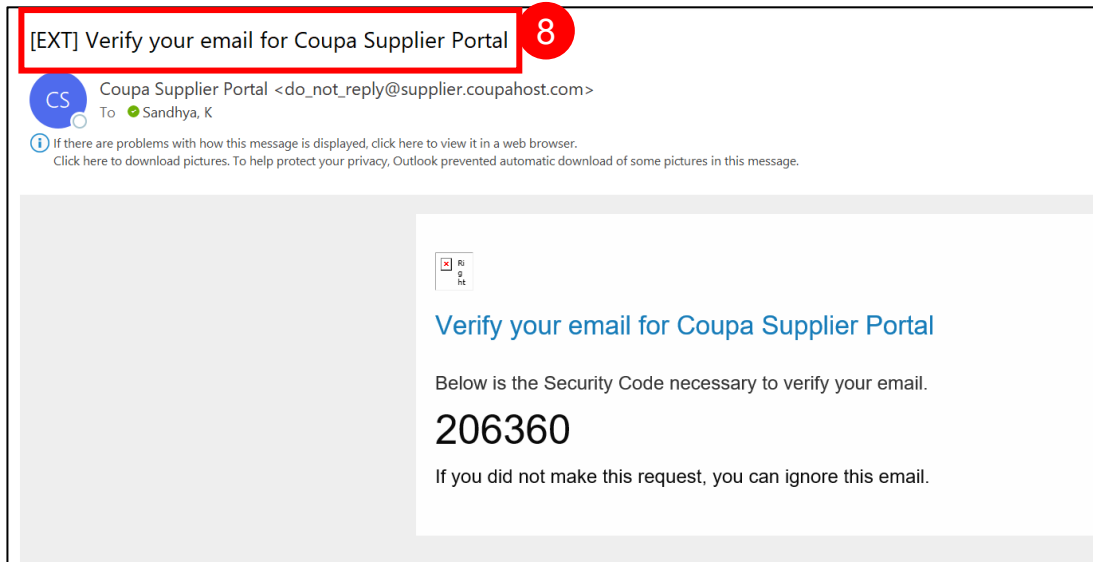 [EXT] Verify your email for Coupa Supplier Portal
8
CS
Coupa Supplier Portal <do_not_reply@supplier.coupahost.com>
To Sandhya, K
If there are problems with how this message is displayed, click here to view it in a web browser.
Click here to download pictures. To help protect your privacy, Outlook prevented automatic download of some pictures in this message.
Ri
g
ht
Verify your email for Coupa Supplier Portal
Below is the Security Code necessary to verify your email.
206360
If you did not make this request, you can ignore this email.